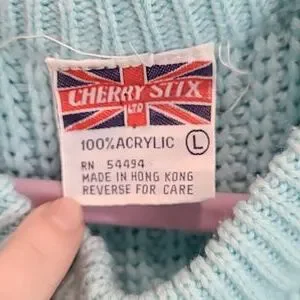 CHERRY STIX
LTD
100% ACRYLIC L
RN 54494
MADE IN HONG KONG
REVERSE FOR CARE